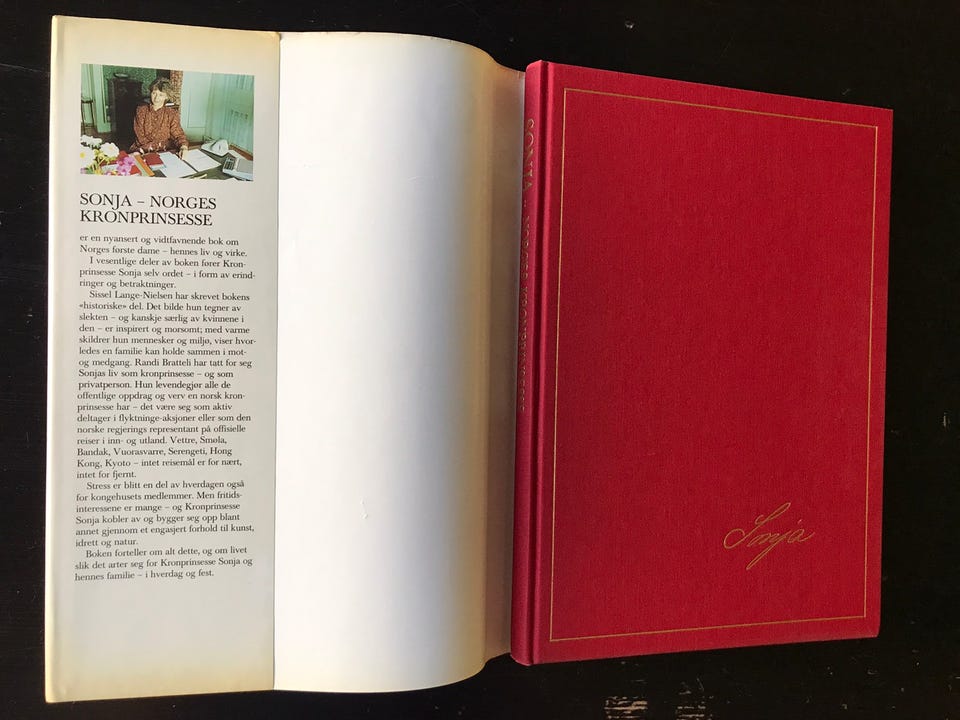 SONJA – NORGES
KRONPRINSESSE
er en nyansert og vidtfavnende bok om
Norges første dame – hennes liv og virke.
I vesentlige deler av boken fører Kron-
prinsesse Sonja selv ordet – i form av erind-
ringer og betraktninger.
Sissel Lange-Nielsen har skrevet bokens
«historiske» del. Det bilde hun tegner av
slekten – og kanskje særlig av kvinnene i
den – er inspirert og morsomt; med varme
skildrer hun mennesker og miljø, viser hvor-
ledes en familie kan holde sammen i mot-
og medgang. Randi Bratteli har tatt for seg
Sonjas liv som kronprinsesse – og som
privatperson. Hun levendegjør alle de
offentlige oppdrag og verv en norsk kron-
prinsesse har – det være seg som aktiv
deltager i flyktninge-aksjoner eller som den
norske regjerings representant på offisielle
reiser i inn- og utland. Vettre, Smøla,
Bandak, Vuorasvarre, Serengeti, Hong
Kong, Kyoto – intet reisemål er for nært,
intet for fjernt.
Stress er blitt en del av hverdagen også
for kongehusets medlemmer. Men fritids-
interessene er mange – og Kronprinsesse
Sonja kobler av og bygger seg opp blant
annet gjennom et engasjert forhold til kunst,
idrett og natur.
Boken forteller om alt dette, og om livet
slik det arter seg for Kronprinsesse Sonja og
hennes familie – i hverdag og fest.
SONJA – NORGES KRONPRINSESSE
Sonja